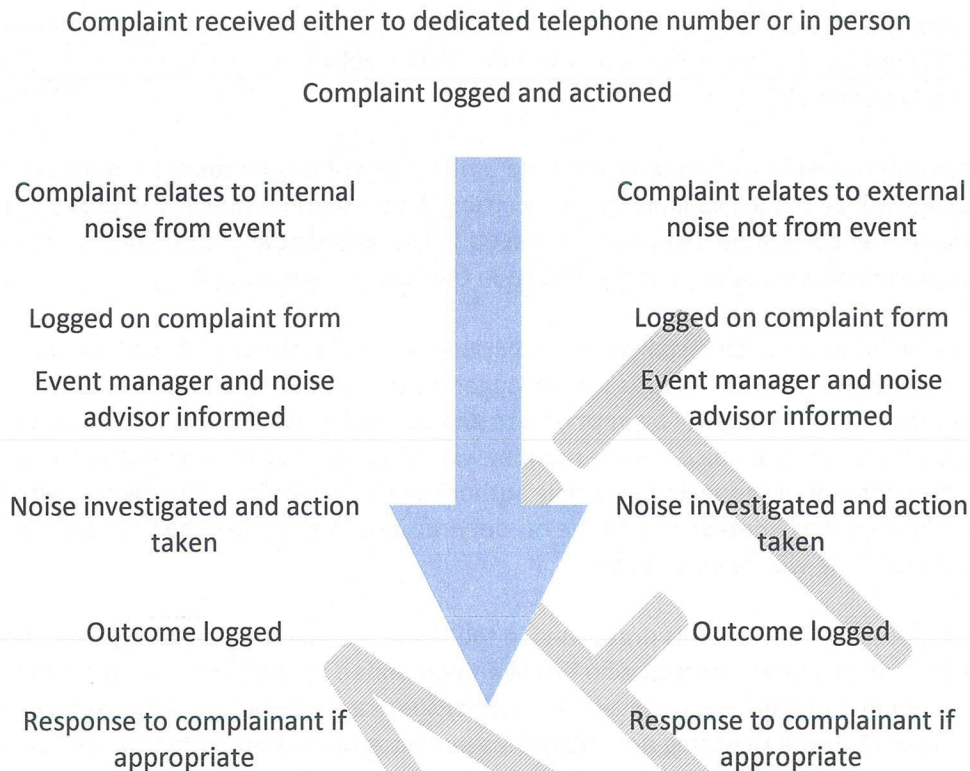 Complaint received either to dedicated telephone number or in person
Complaint logged and actioned
Complaint relates to internal
noise from event
Logged on complaint form
Event manager and noise
advisor informed
Noise investigated and action
taken
Outcome logged
Response to complainant if
appropriate
Complaint relates to external
noise not from event
Logged on complaint form
Event manager and noise
advisor informed
Noise investigated and action
taken
Outcome logged
Response to complainant if
appropriate